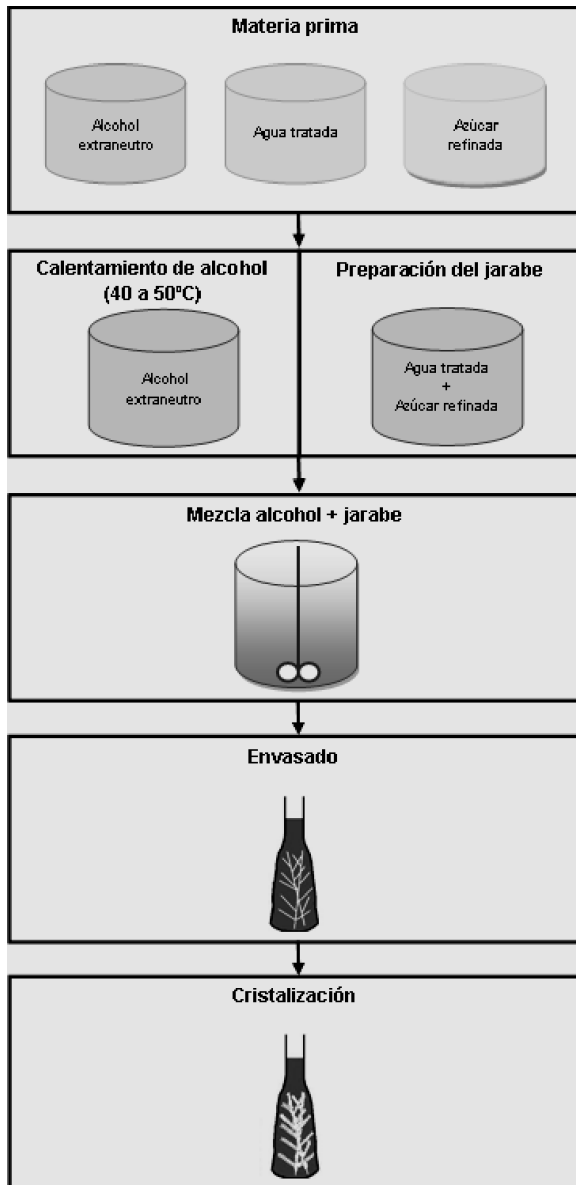 Materia prima
Alcohol
extraneutro
Agua tratada
Azúcar
refinada
Calentamiento de alcohol
(40 a 50ºC)
Alcohol
extraneutro
Preparación del jarabe
Agua tratada
+
Azúcar refinada
Mezcla alcohol + jarabe
Envasado
Cristalización